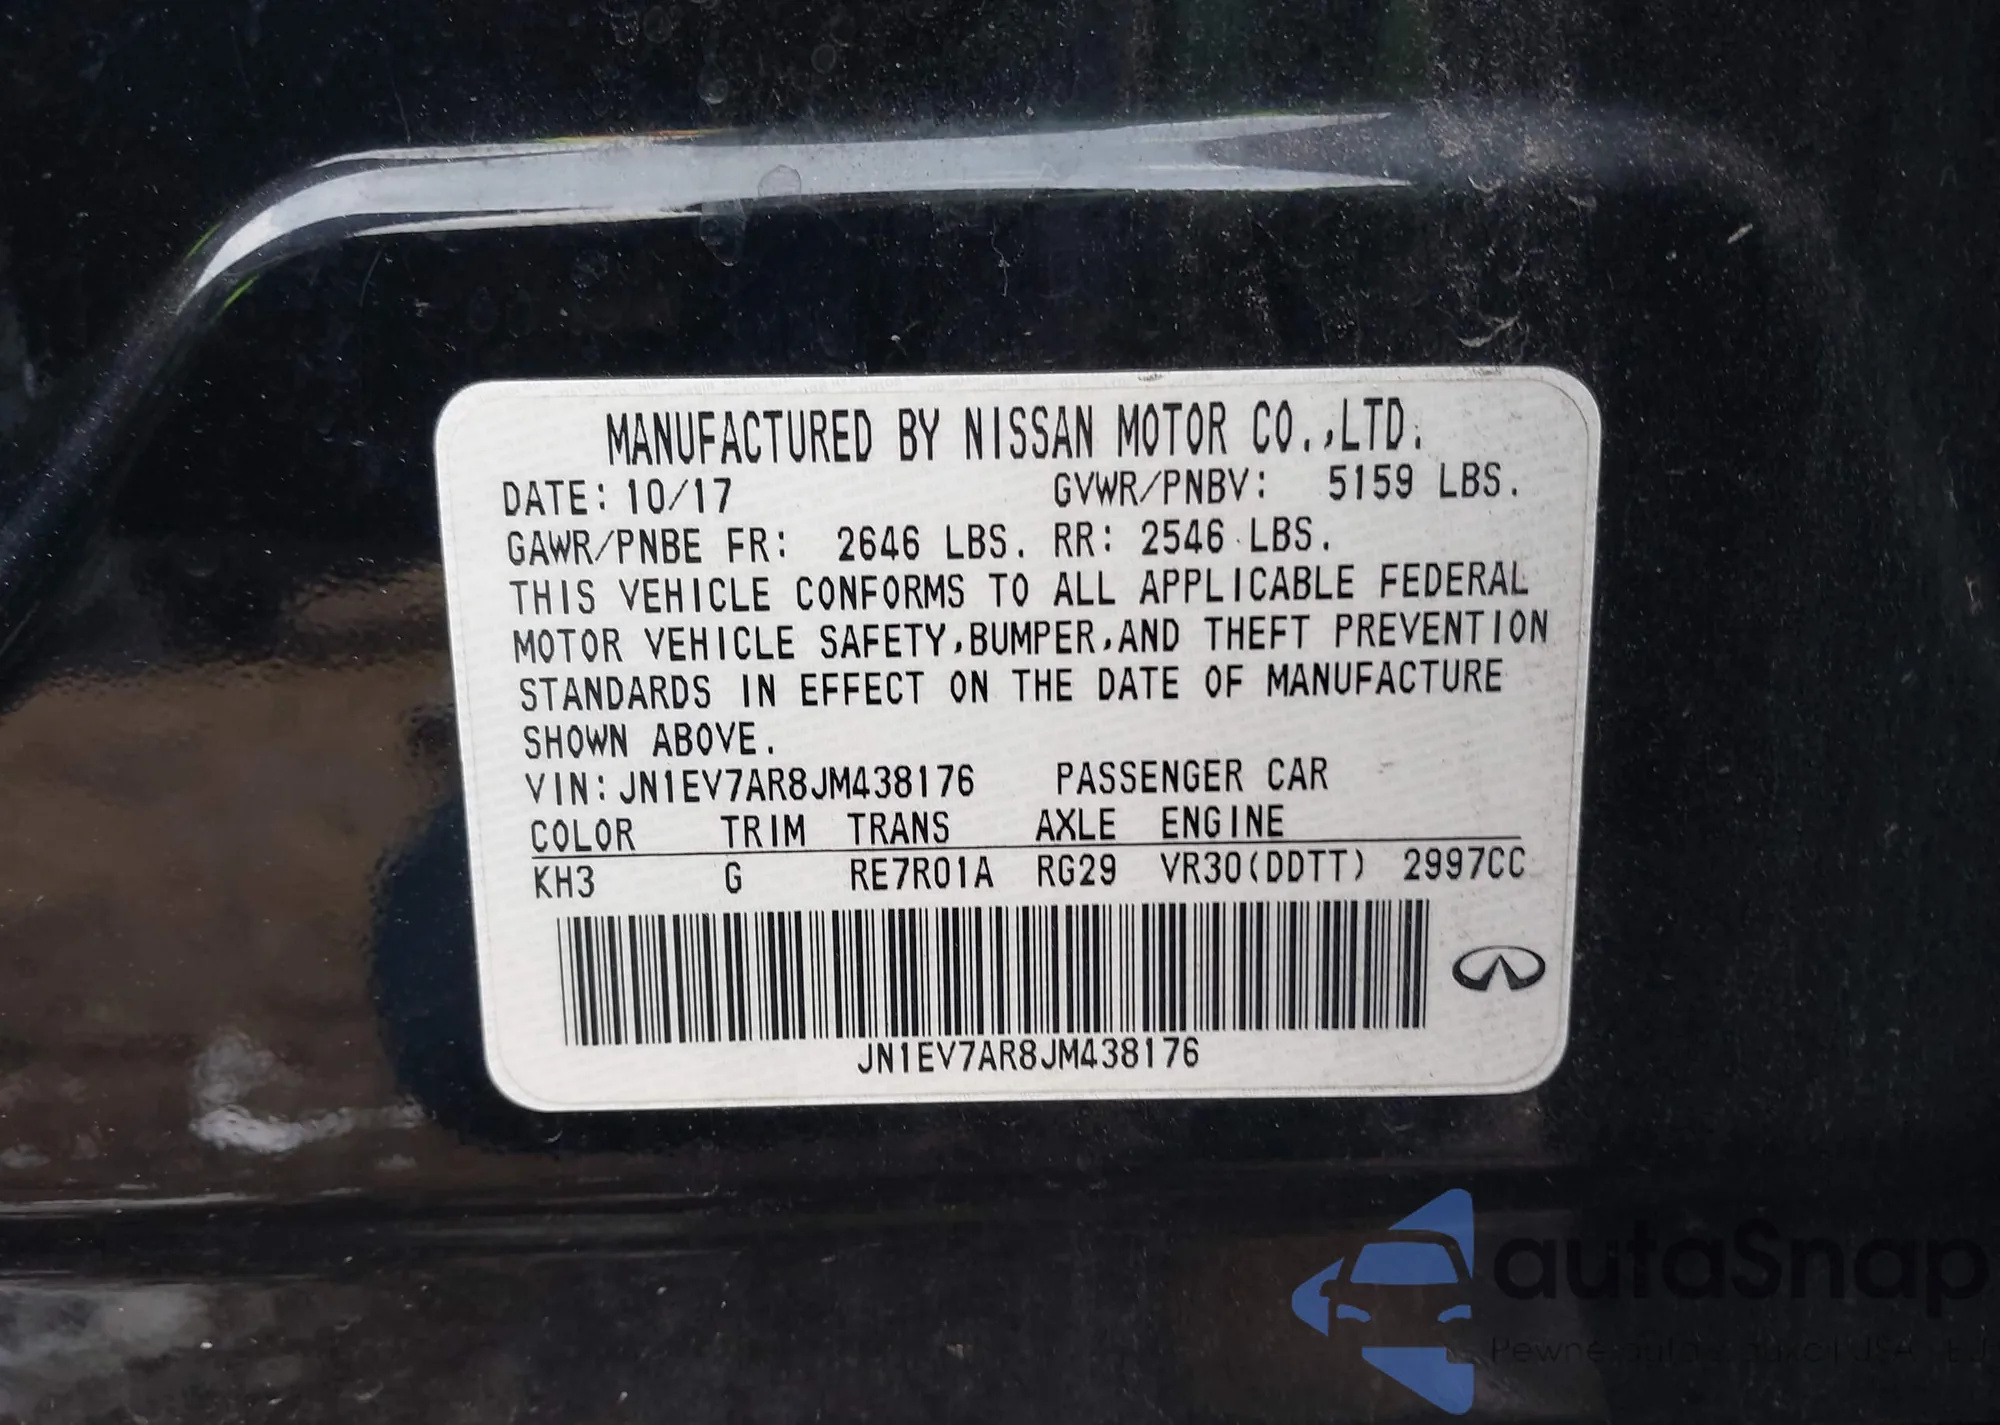 MANUFACTURED BY NISSAN MOTOR CO.,LTD.
DATE: 10/17 GVWR/PNBV: 5159 LBS.
GAWR/PNBE FR: 2646 LBS. RR: 2546 LBS.
THIS VEHICLE CONFORMS TO ALL APPLICABLE FEDERAL
MOTOR VEHICLE SAFETY,BUMPER,AND THEFT PREVENTION
STANDARDS IN EFFECT ON THE DATE OF MANUFACTURE
SHOWN ABOVE.
VIN:JN1EV7AR8JM438176 PASSENGER CAR
COLOR TRIM TRANS AXLE ENGINE
KH3 G RE7R01A RG29 VR30(DDTT) 2997CC
JN1EV7AR8JM438176
autaSnap
Pewne auta